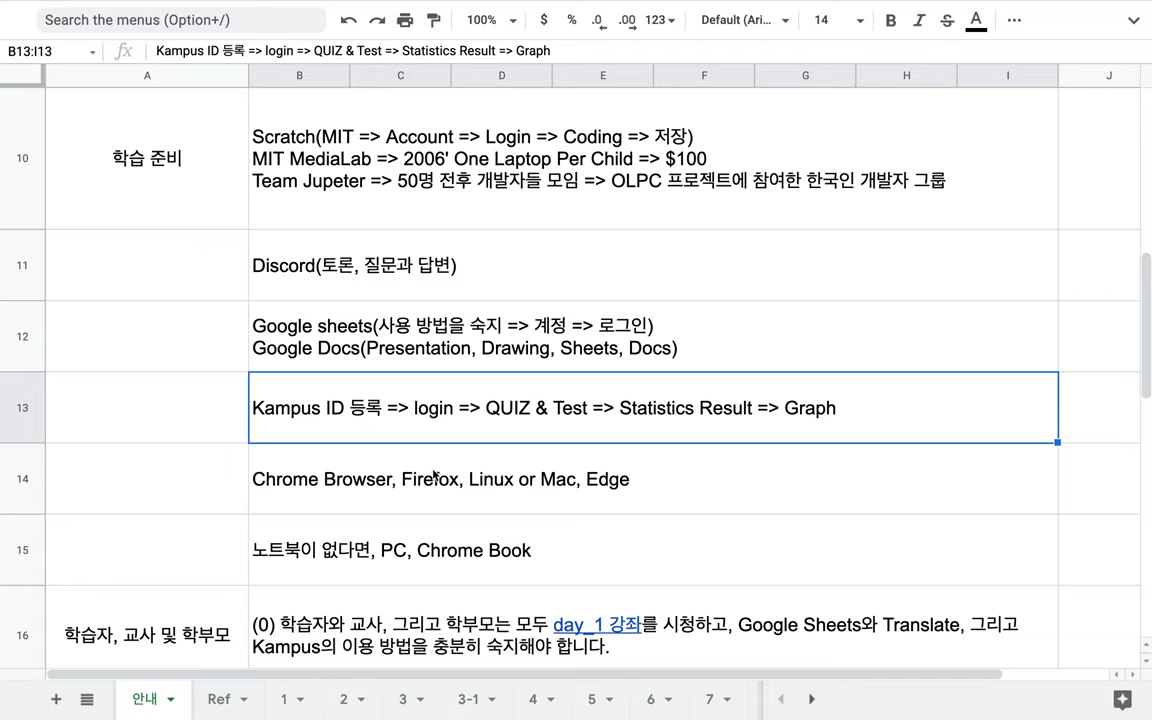 Search the menus (Option+/)
100%
$ % .0 .00 123
Default (Ari...
14
B I S A
B13:I13
fx
Kampus ID 등록 => login => QUIZ & Test => Statistics Result => Graph
A B C D E F G H I J
10
학습 준비
Scratch(MIT => Account => Login => Coding => 저장)
MIT MediaLab => 2006' One Laptop Per Child => $100
Team Jupeter => 50명 전후 개발자들 모임 => OLPC 프로젝트에 참여한 한국인 개발자 그룹
11
Discord(토론, 질문과 답변)
12
Google sheets(사용 방법을 숙지 => 계정 => 로그인)
Google Docs(Presentation, Drawing, Sheets, Docs)
13
Kampus ID 등록 => login => QUIZ & Test => Statistics Result => Graph
14
Chrome Browser, Firefox, Linux or Mac, Edge
15
노트북이 없다면, PC, Chrome Book
16
학습자, 교사 및 학부모
(0) 학습자와 교사, 그리고 학부모는 모두 day_1 강좌를 시청하고, Google Sheets와 Translate, 그리고
Kampus의 이용 방법을 충분히 숙지해야 합니다.
안내 Ref 1 2 3 3-1 4 5 6 7